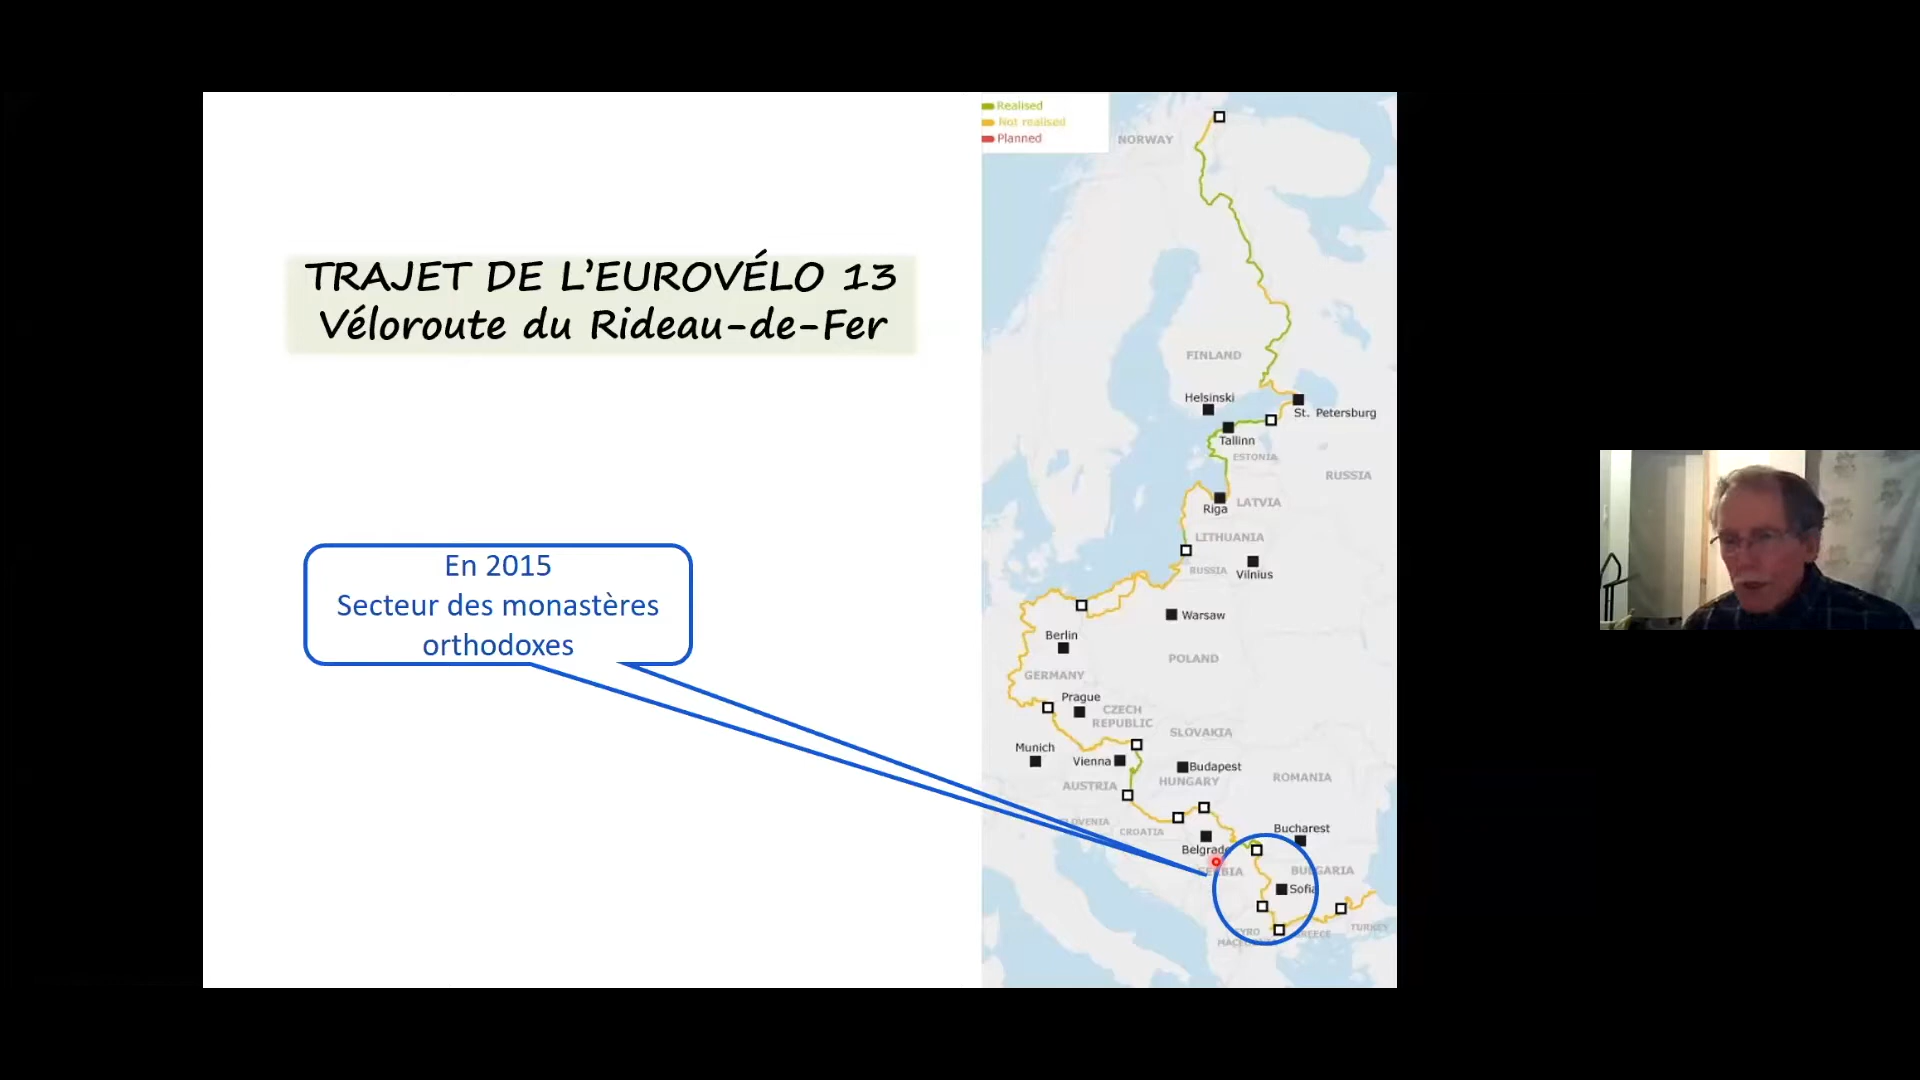 TRAJET DE L’EUROVÉLO 13
Véloroute du Rideau-de-Fer
En 2015
Secteur des monastères
orthodoxes
Realised
Not realised
Planned
NORWAY
FINLAND
Helsinki
St. Petersburg
Tallinn
ESTONIA
RUSSIA
Riga
LATVIA
LITHUANIA
RUSSIA
Vilnius
Warsaw
Berlin
POLAND
GERMANY
Prague
CZECH
REPUBLIC
SLOVAKIA
Munich
Vienna
Budapest
HUNGARY
ROMANIA
AUSTRIA
CROATIA
Bucharest
Belgrade
BULGARIA
Sofia
TURKEY